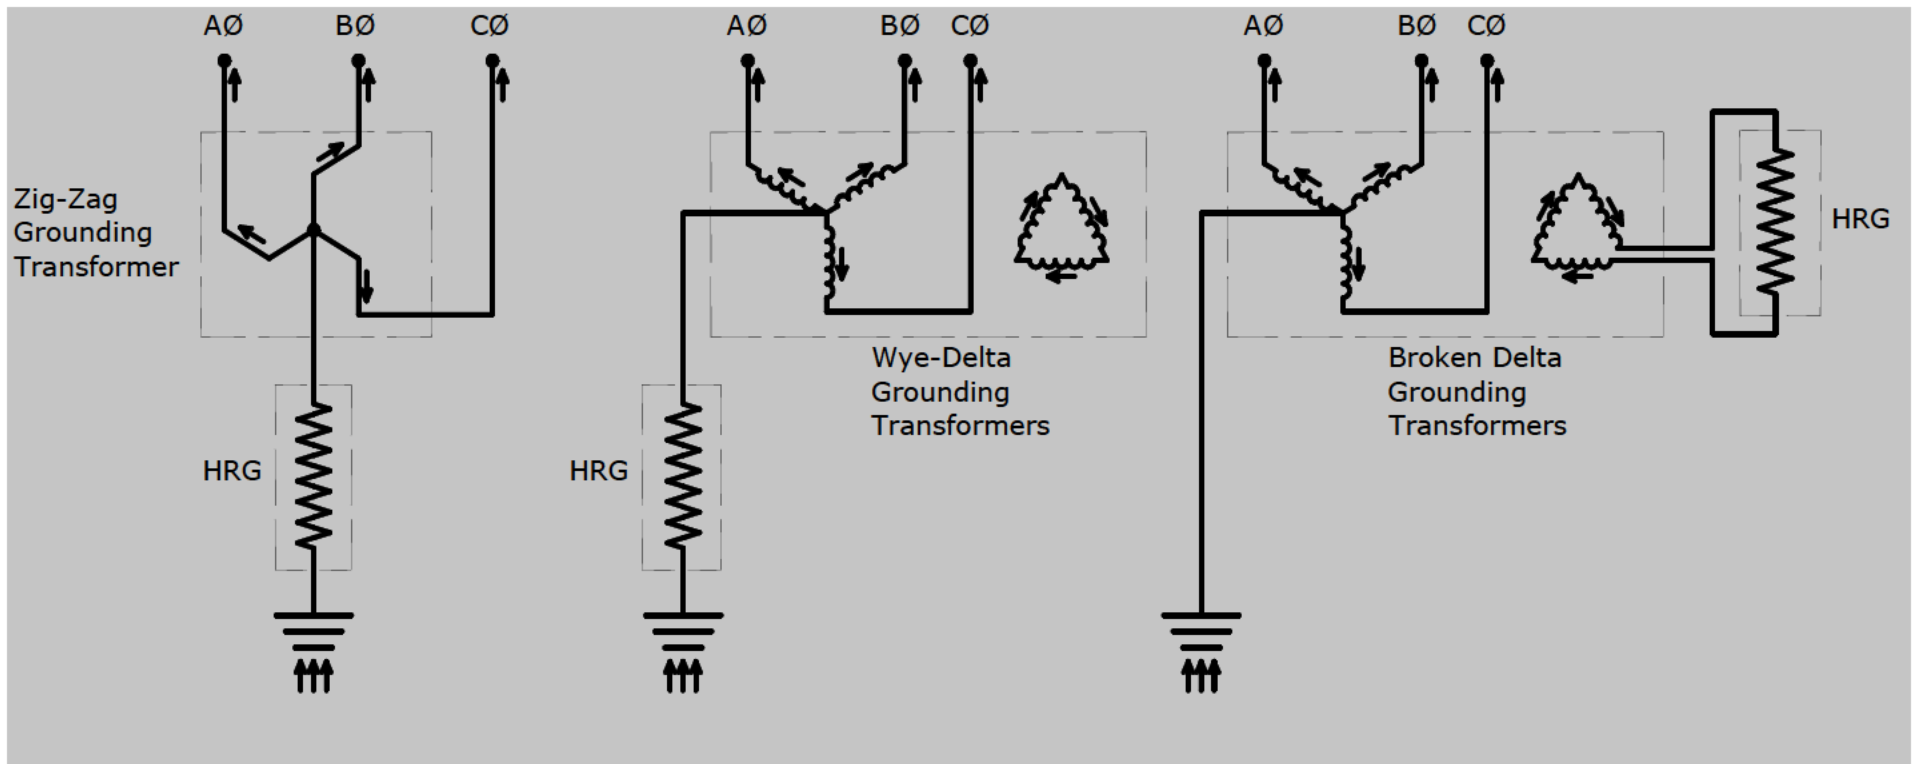 AØ BØ CØ
AØ BØ CØ
AØ BØ CØ
Zig-Zag
Grounding
Transformer
HRG
HRG
Wye-Delta
Grounding
Transformers
Broken Delta
Grounding
Transformers
HRG